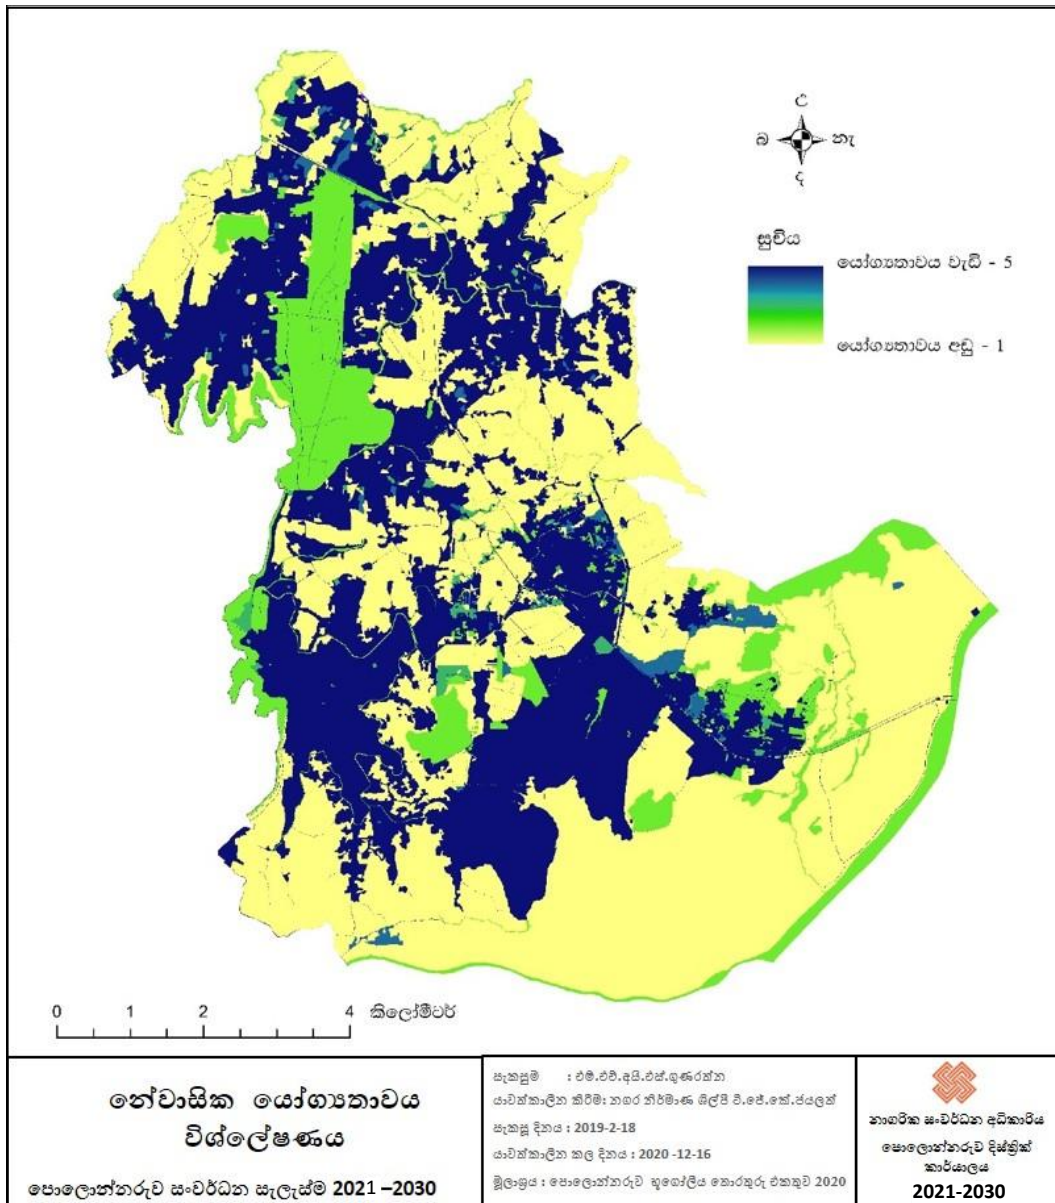 උ
බ
නැ
ද
සූචිය
යෝග්‍යතාවය වැඩි - 5
යෝග්‍යතාවය අඩු - 1
0 1 2 4 කිලෝමීටර්
නේවාසික යෝග්‍යතාවය
විශ්ලේෂණය
පොලොන්නරුව සංවර්ධන සැලැස්ම 2021 –2030
සැකසුම : එම්.එච්.අයි.එස්.ගුණරත්න
යාවත්කාලීන කිරීම: නගර නිර්මාණ ශිල්පී ටී.ජේ.කේ.ජයලත්
සැකසූ දිනය : 2019-2-18
යාවත්කාලීන කල දිනය : 2020 -12-16
මූලාශ්‍රය : පොලොන්නරුව භූගෝලීය තොරතුරු එකතුව 2020
නාගරික සංවර්ධන අධිකාරිය
පොලොන්නරුව දිස්ත්‍රික්
කාර්යාලය
2021-2030